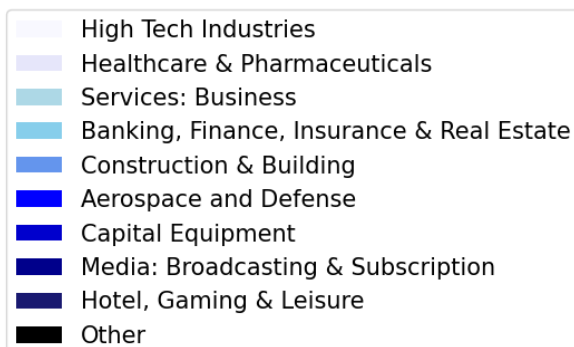 High Tech Industries
Healthcare & Pharmaceuticals
Services: Business
Banking, Finance, Insurance & Real Estate
Construction & Building
Aerospace and Defense
Capital Equipment
Media: Broadcasting & Subscription
Hotel, Gaming & Leisure
Other